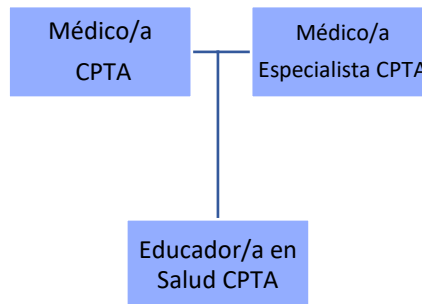 Médico/a
CPTA
Médico/a
Especialista CPTA
Educador/a en
Salud CPTA